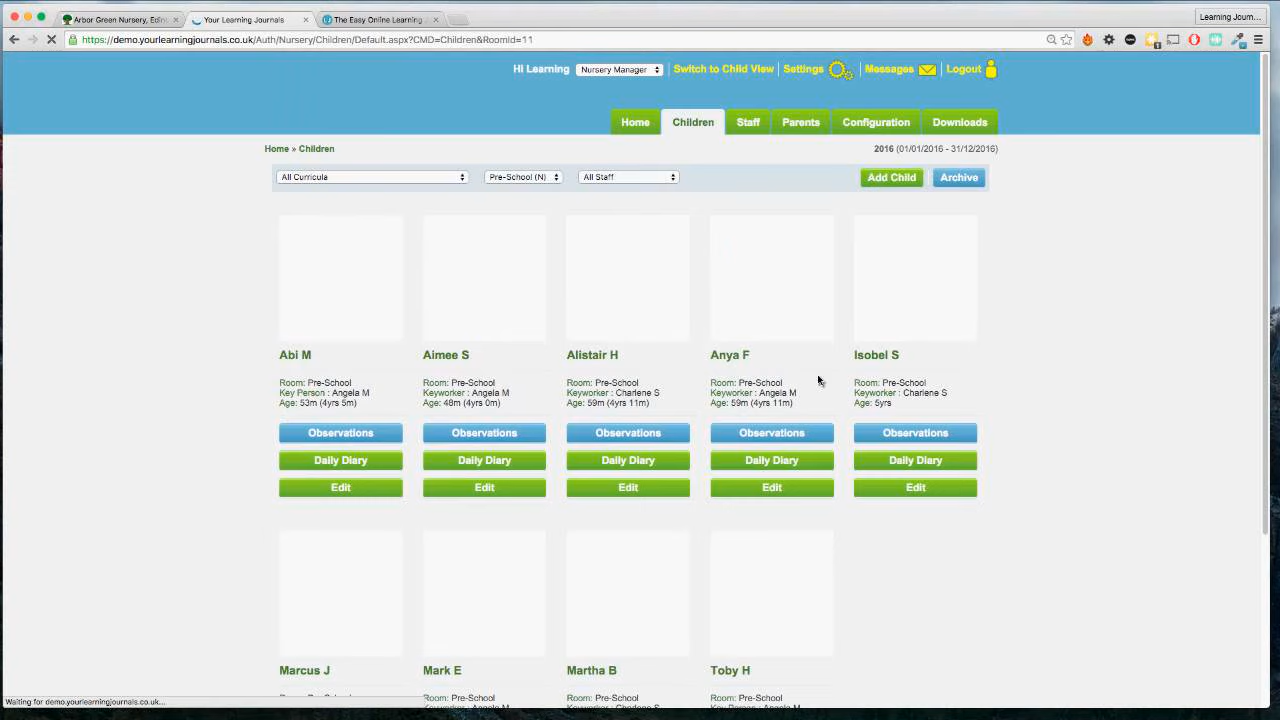 Arbor Green Nursery, Edin
Your Learning Journals
The Easy Online Learning J
Learning Journ...
https://demo.yourlearningjournals.co.uk/Auth/Nursery/Children/Default.aspx?CMD=Children&RoomId=11
Hi Learning Nursery Manager Switch to Child View Settings Messages Logout
Home Children Staff Parents Configuration Downloads
Home » Children 2016 (01/01/2016 - 31/12/2016)
All Curricula Pre-School (N) All Staff Add Child Archive
Abi M Aimee S Alistair H Anya F Isobel S
Room: Pre-School Room: Pre-School Room: Pre-School Room: Pre-School Room: Pre-School
Key Person : Angela M Keyworker : Angela M Keyworker : Charlene S Keyworker : Angela M Keyworker : Charlene S
Age: 53m (4yrs 5m) Age: 48m (4yrs 0m) Age: 59m (4yrs 11m) Age: 59m (4yrs 11m) Age: 5yrs
Observations Observations Observations Observations Observations
Daily Diary Daily Diary Daily Diary Daily Diary Daily Diary
Edit Edit Edit Edit Edit
Marcus J Mark E Martha B Toby H
Room: Pre-School Room: Pre-School Room: Pre-School
Waiting for demo.yourlearningjournals.co.uk...